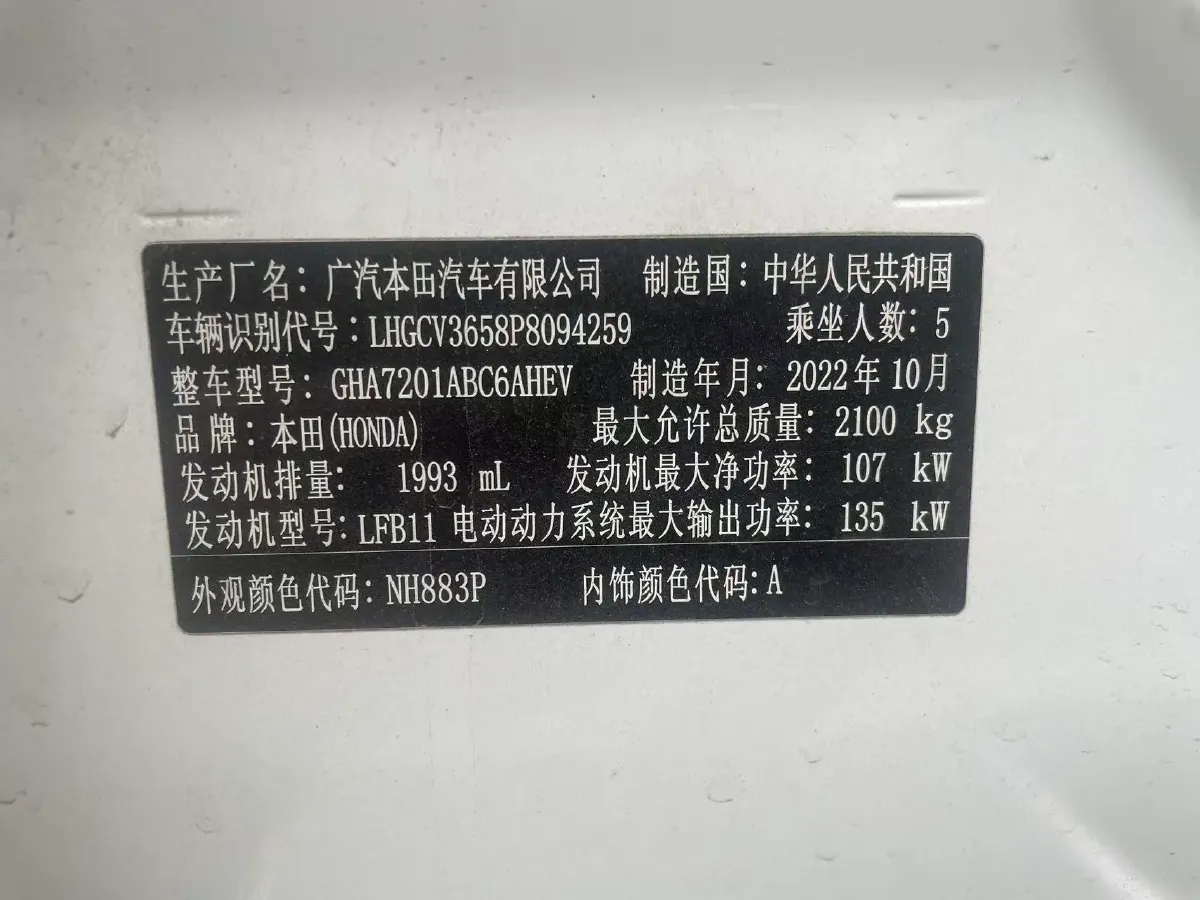 生产厂名：广汽本田汽车有限公司 制造国：中华人民共和国
车辆识别代号：LHGCV3658P8094259 乘坐人数：5
整车型号：GHA7201ABC6AHEV 制造年月：2022年10月
品牌：本田(HONDA) 最大允许总质量：2100 kg
发动机排量： 1993 mL 发动机最大净功率：107 kW
发动机型号：LFB11 电动动力系统最大输出功率：135 kW
外观颜色代码：NH883P 内饰颜色代码：A